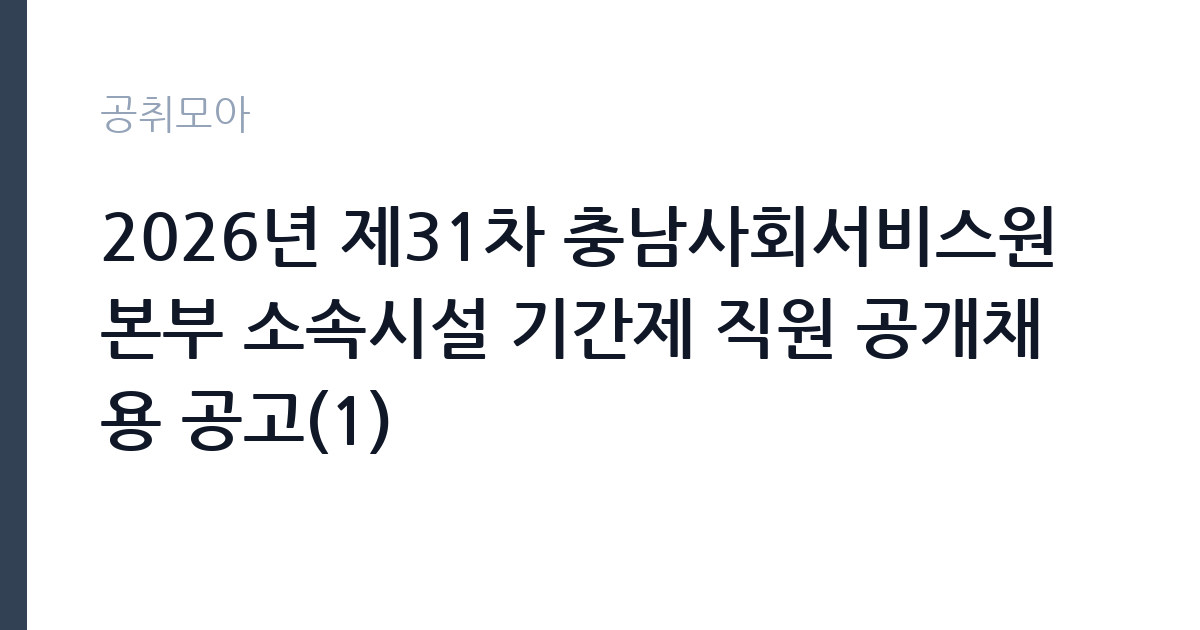 공취모아
2026년 제31차 충남사회서비스원
본부 소속시설 기간제 직원 공개채
용 공고(1)